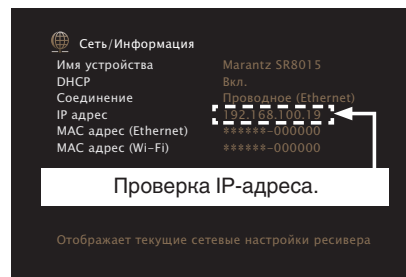 Сеть/Информация
Имя устройства Marantz SR8015
DHCP Вкл.
Соединение Проводное (Ethernet)
IP адрес 192.168.100.19
MAC адрес (Ethernet) ******-000000
MAC адрес (Wi-Fi) ******-000000
Проверка IP-адреса.
Отображает текущие сетевые настройки ресивера